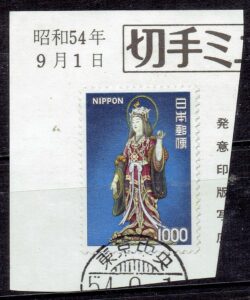 昭和54年
9月1日
切手ミニ
NIPPON
日本郵便
1000
東京中央
54.9.1
発意印版写